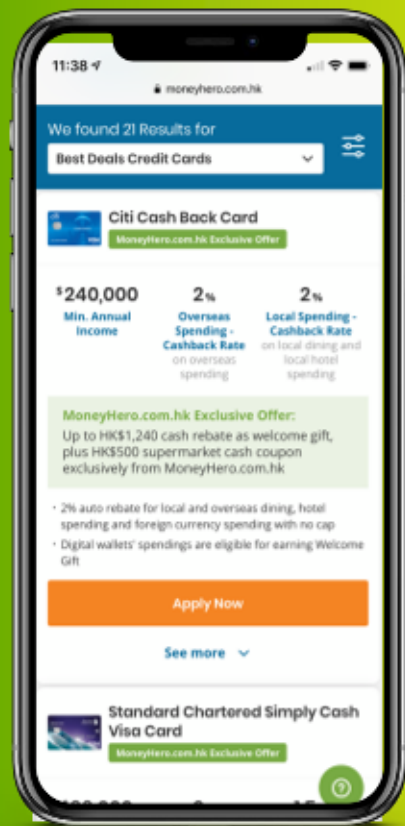 11:38
moneyhero.com.hk
We found 21 Results for
Best Deals Credit Cards
Citi Cash Back Card
MoneyHero.com.hk Exclusive Offer
$240,000
Min. Annual
Income
2%
Overseas
Spending -
Cashback Rate
on overseas
spending
2%
Local Spending -
Cashback Rate
on local dining and
local hotel
spending
MoneyHero.com.hk Exclusive Offer:
Up to HK$1,240 cash rebate as welcome gift,
plus HK$500 supermarket cash coupon
exclusively from MoneyHero.com.hk
· 2% auto rebate for local and overseas dining, hotel
spending and foreign currency spending with no cap
· Digital wallets' spendings are eligible for earning Welcome
Gift
Apply Now
See more
Standard Chartered Simply Cash
Visa Card
MoneyHero.com.hk Exclusive Offer